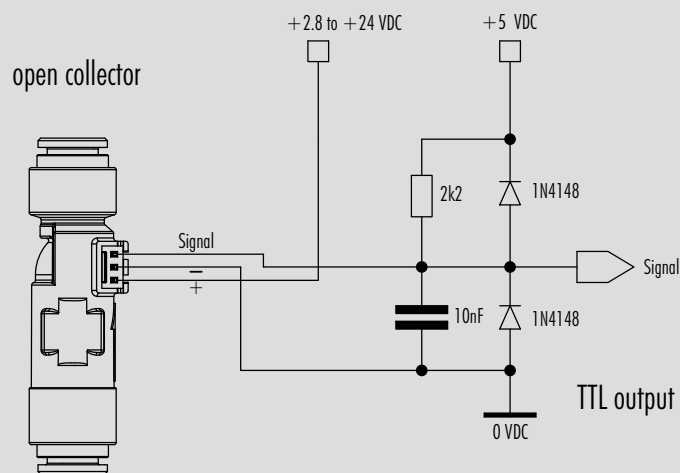 +2.8 to +24 VDC
+5 VDC
open collector
2k2
1N4148
Signal
−
+
Signal
10nF
1N4148
TTL output
0 VDC